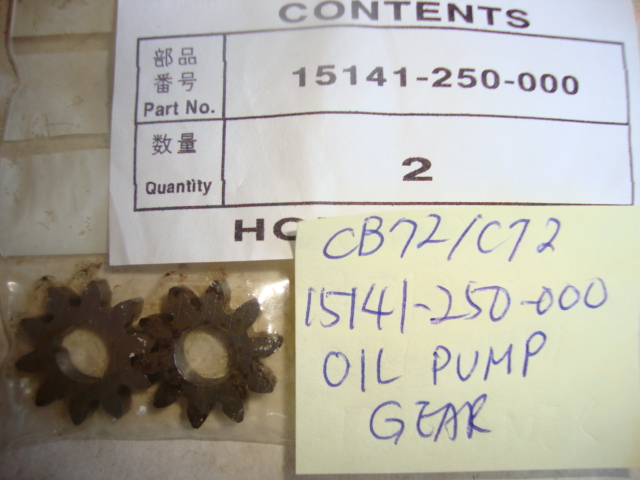 CONTENTS
部品
番号
Part No.
15141-250-000
数量
Quantity
2
CB72/C72
15141-250-000
OIL PUMP
GEAR